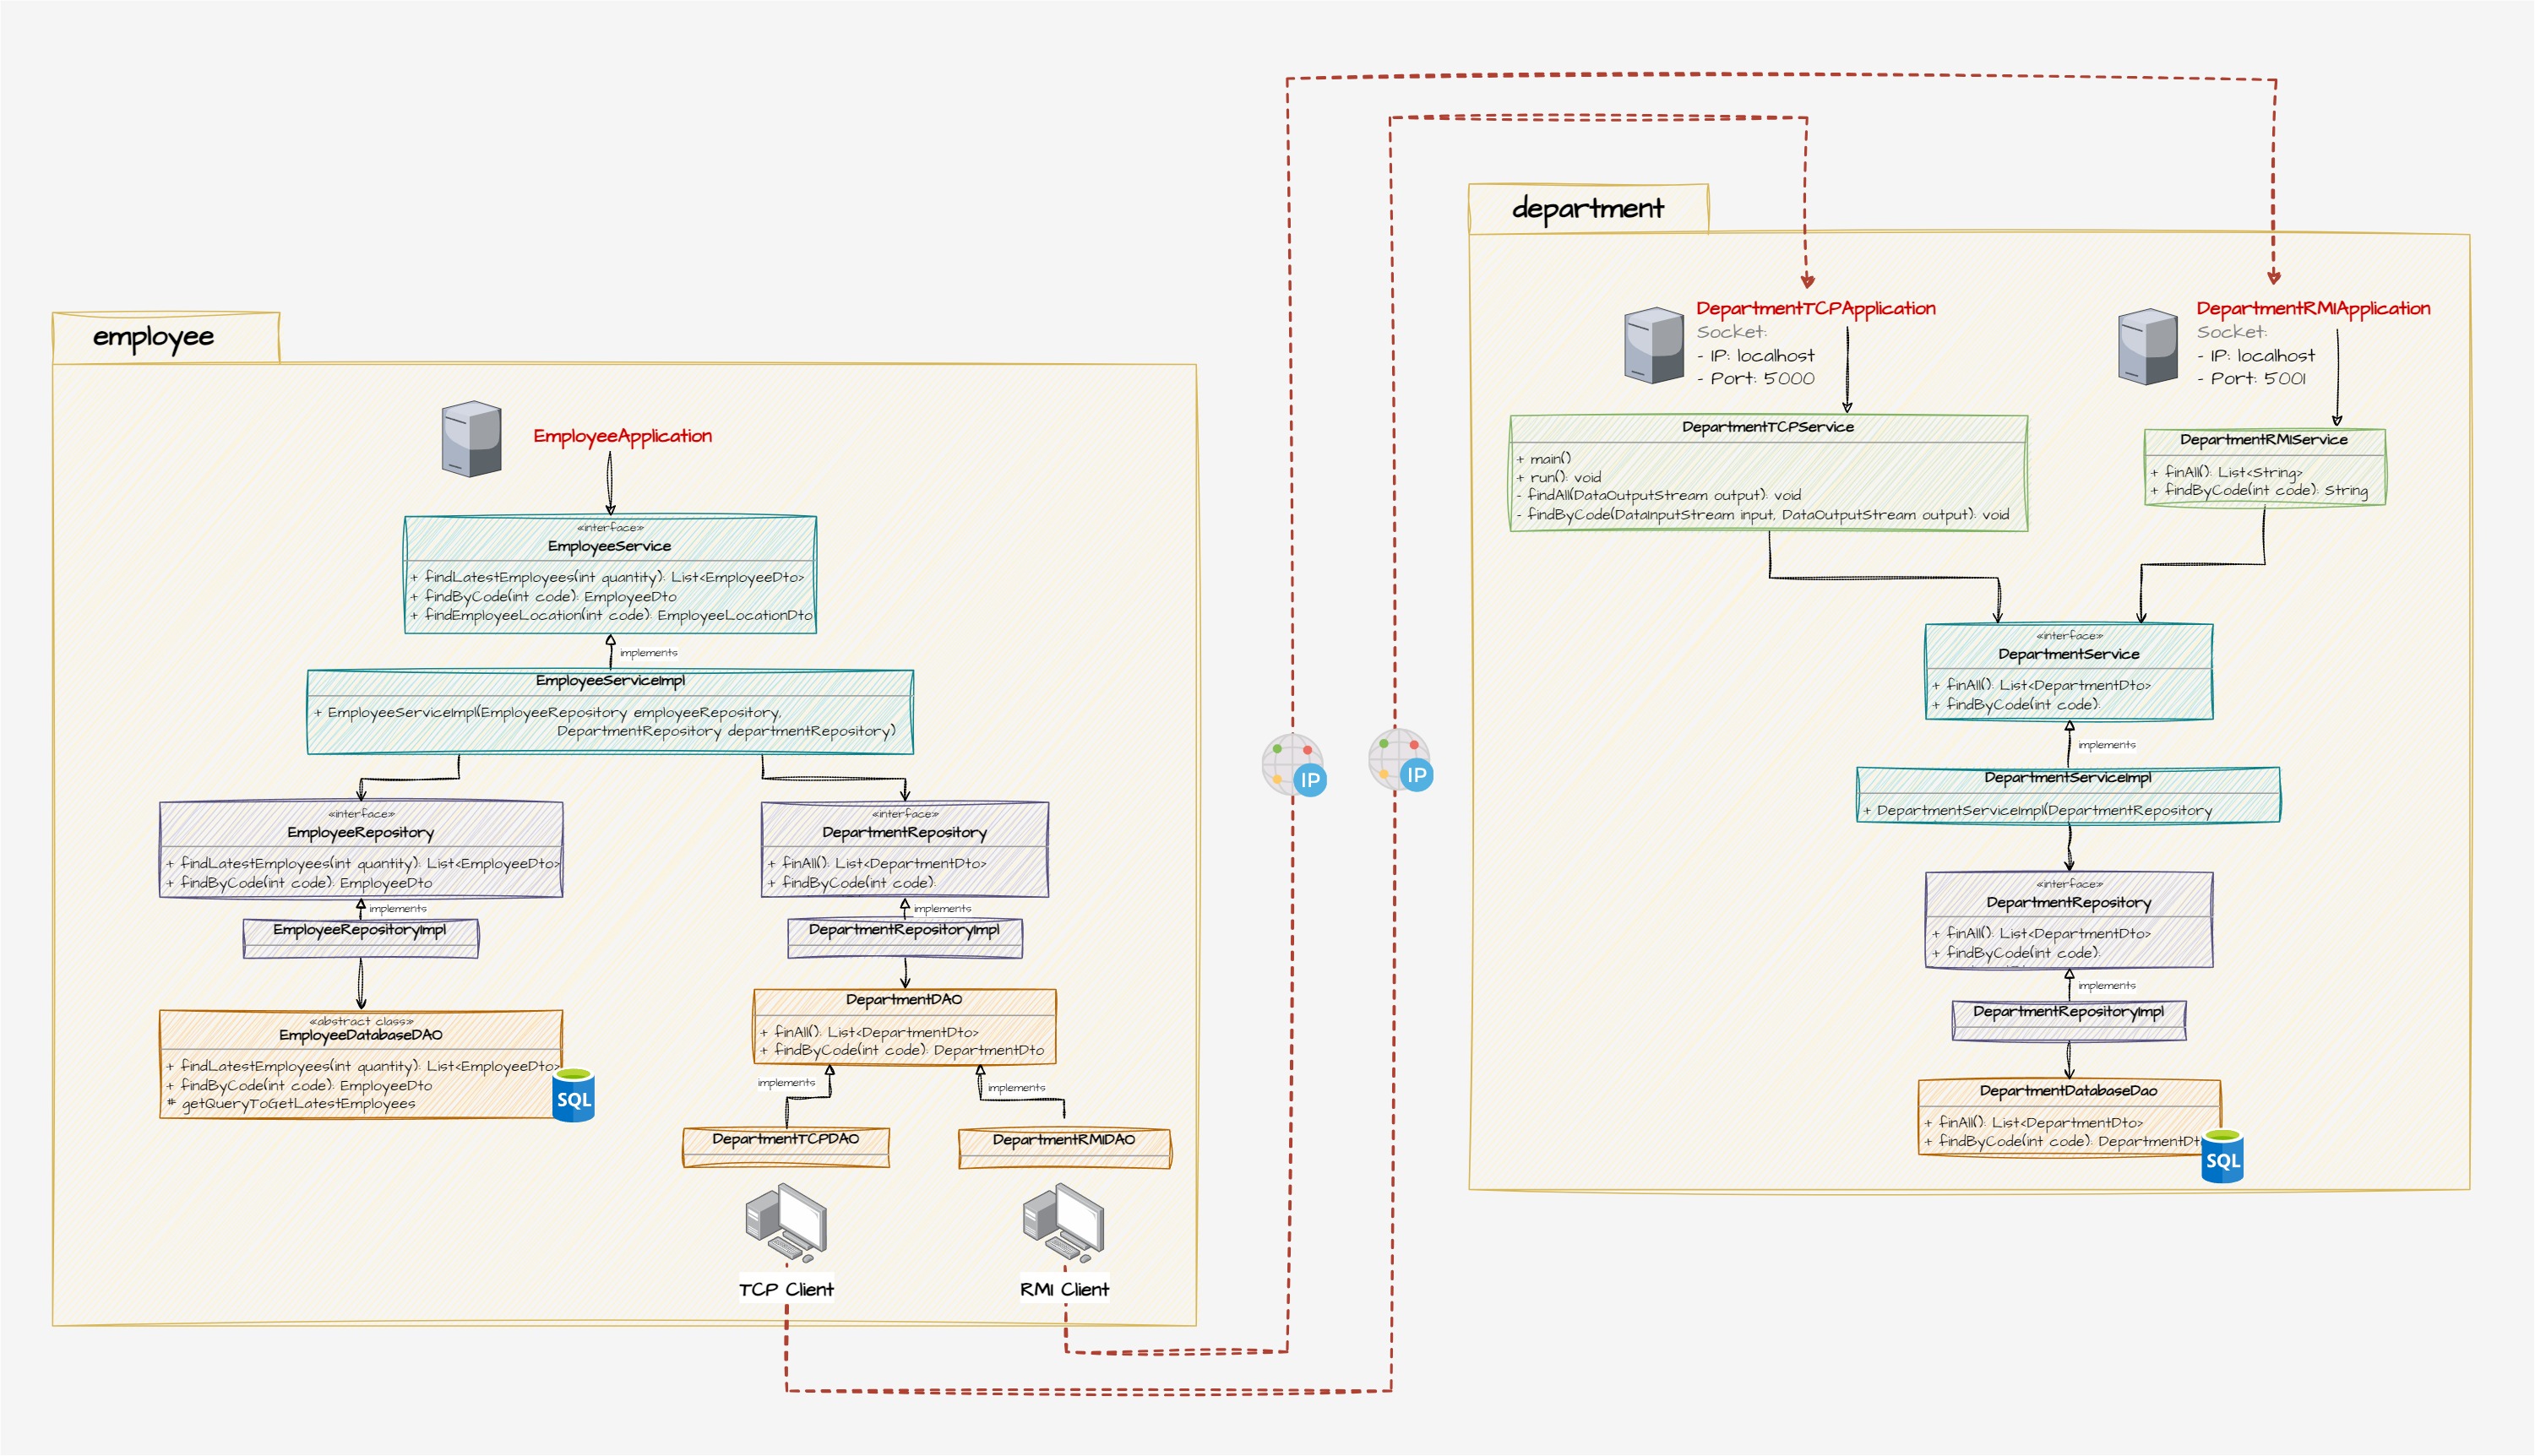 department
DepartmentTCPApplication
Socket:
- IP: localhost
- Port: 5000
DepartmentRMIApplication
Socket:
- IP: localhost
- Port: 5001
DepartmentTCPService
+ main()
+ run(): void
- findAll(DataOutputStream output): void
- findByCode(DataInputStream input, DataOutputStream output): void
DepartmentRMIService
+ finAll(): List<String>
+ findByCode(int code): String
«interface»
DepartmentService
+ finAll(): List<DepartmentDto>
+ findByCode(int code):
implements
DepartmentServiceImpl
+ DepartmentServiceImpl(DepartmentRepository
«interface»
DepartmentRepository
+ finAll(): List<DepartmentDto>
+ findByCode(int code):
implements
DepartmentRepositoryImpl
DepartmentDatabaseDao
+ finAll(): List<DepartmentDto>
+ findByCode(int code): DepartmentDt
SQL
employee
EmployeeApplication
«interface»
EmployeeService
+ findLatestEmployees(int quantity): List<EmployeeDto>
+ findByCode(int code): EmployeeDto
+ findEmployeeLocation(int code): EmployeeLocationDto
implements
EmployeeServiceImpl
+ EmployeeServiceImpl(EmployeeRepository employeeRepository,
DepartmentRepository departmentRepository)
«interface»
EmployeeRepository
+ findLatestEmployees(int quantity): List<EmployeeDto>
+ findByCode(int code): EmployeeDto
implements
EmployeeRepositoryImpl
«abstract class»
EmployeeDatabaseDAO
+ findLatestEmployees(int quantity): List<EmployeeDto>
+ findByCode(int code): EmployeeDto
# getQueryToGetLatestEmployees
SQL
«interface»
DepartmentRepository
+ finAll(): List<DepartmentDto>
+ findByCode(int code):
implements
DepartmentRepositoryImpl
DepartmentDAO
+ finAll(): List<DepartmentDto>
+ findByCode(int code): DepartmentDto
implements
implements
DepartmentTCPDAO
DepartmentRMIDAO
TCP Client
RMI Client
IP
IP